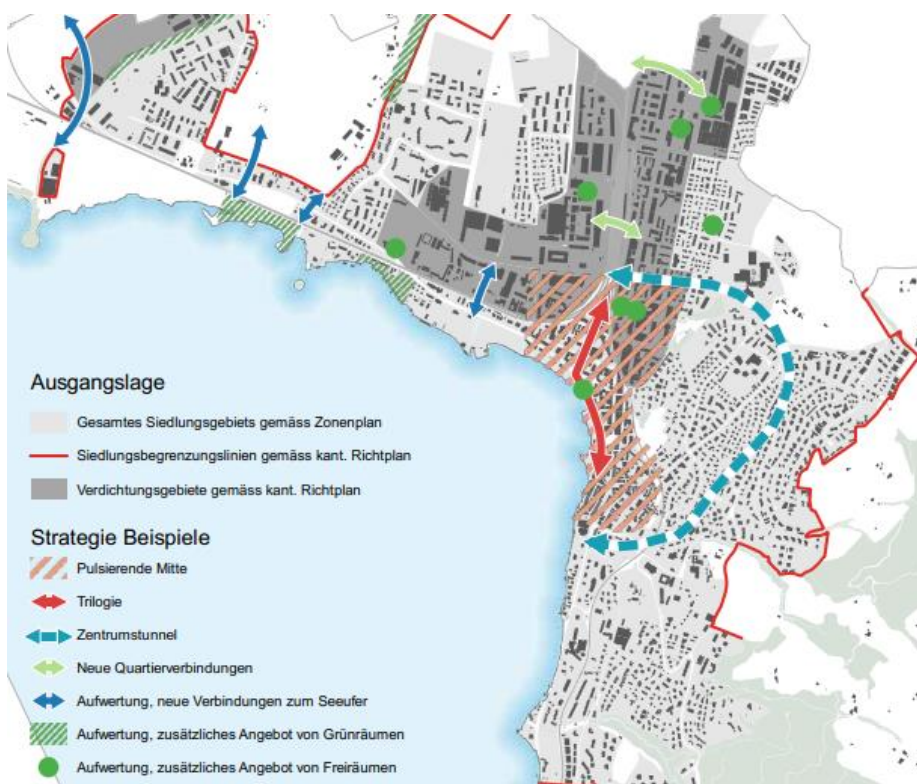 Ausgangslage
Gesamtes Siedlungsgebiets gemäss Zonenplan
Siedlungsbegrenzungslinien gemäss kant. Richtplan
Verdichtungsgebiete gemäss kant. Richtplan
Strategie Beispiele
Pulsierende Mitte
Trilogie
Zentrumstunnel
Neue Quartierverbindungen
Aufwertung, neue Verbindungen zum Seeufer
Aufwertung, zusätzliches Angebot von Grünräumen
Aufwertung, zusätzliches Angebot von Freiräumen